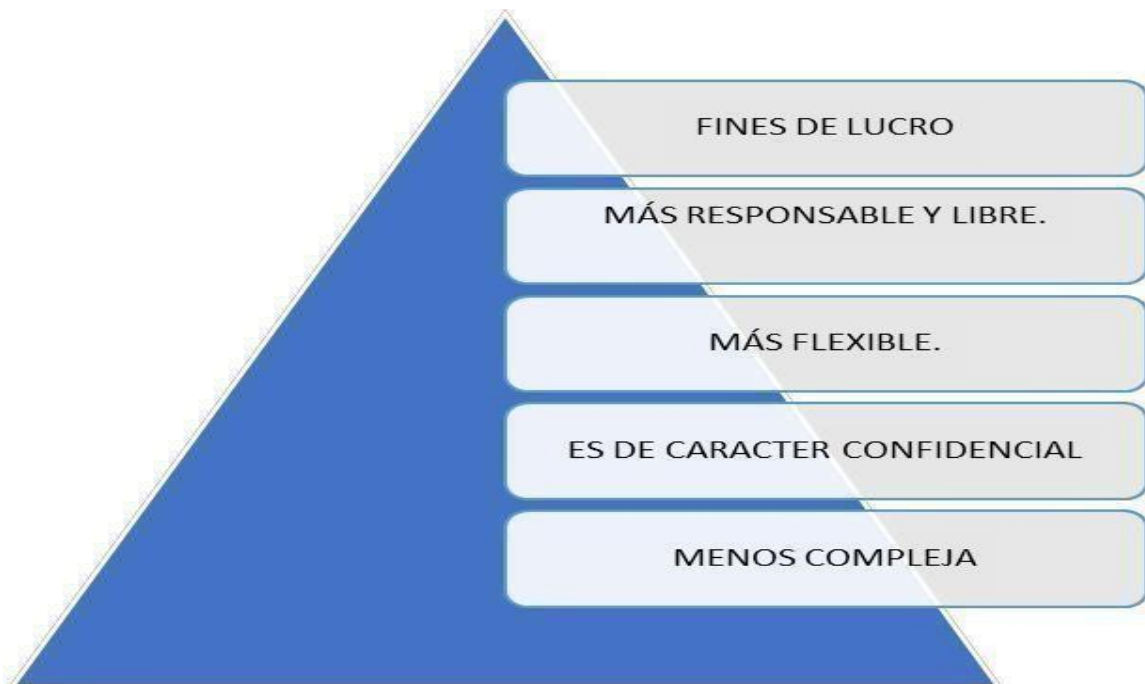 FINES DE LUCRO
MÁS RESPONSABLE Y LIBRE.
MÁS FLEXIBLE.
ES DE CARACTER CONFIDENCIAL
MENOS COMPLEJA